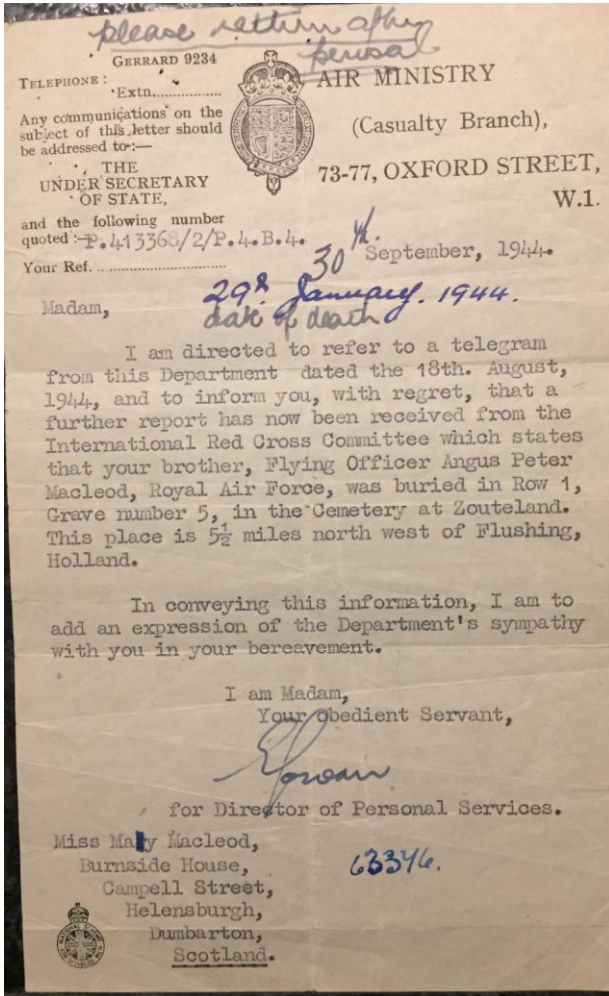 please return after
perusal
GERRARD 9234
TELEPHONE:
Extn................
Any communications on the
subject of this letter should
be addressed to:—
THE
UNDER SECRETARY
OF STATE,
and the following number
quoted :—P.413368/2/P.4.B.4.
Your Ref. ................................
AIR MINISTRY
(Casualty Branch),
73-77, OXFORD STREET,
W.1.
30th. September, 1944.
29th January. 1944.
date of death
Madam,
I am directed to refer to a telegram
from this Department dated the 18th. August,
1944, and to inform you, with regret, that a
further report has now been received from the
International Red Cross Committee which states
that your brother, Flying Officer Angus Peter
Macleod, Royal Air Force, was buried in Row 1,
Grave number 5, in the Cemetery at Zouteland.
This place is 5½ miles north west of Flushing,
Holland.
In conveying this information, I am to
add an expression of the Department's sympathy
with you in your bereavement.
I am Madam,
Your obedient Servant,
for Director of Personal Services.
Miss Mary Macleod,
Burnside House,
Campell Street,
Helensburgh,
Dumbarton,
Scotland.
63346.